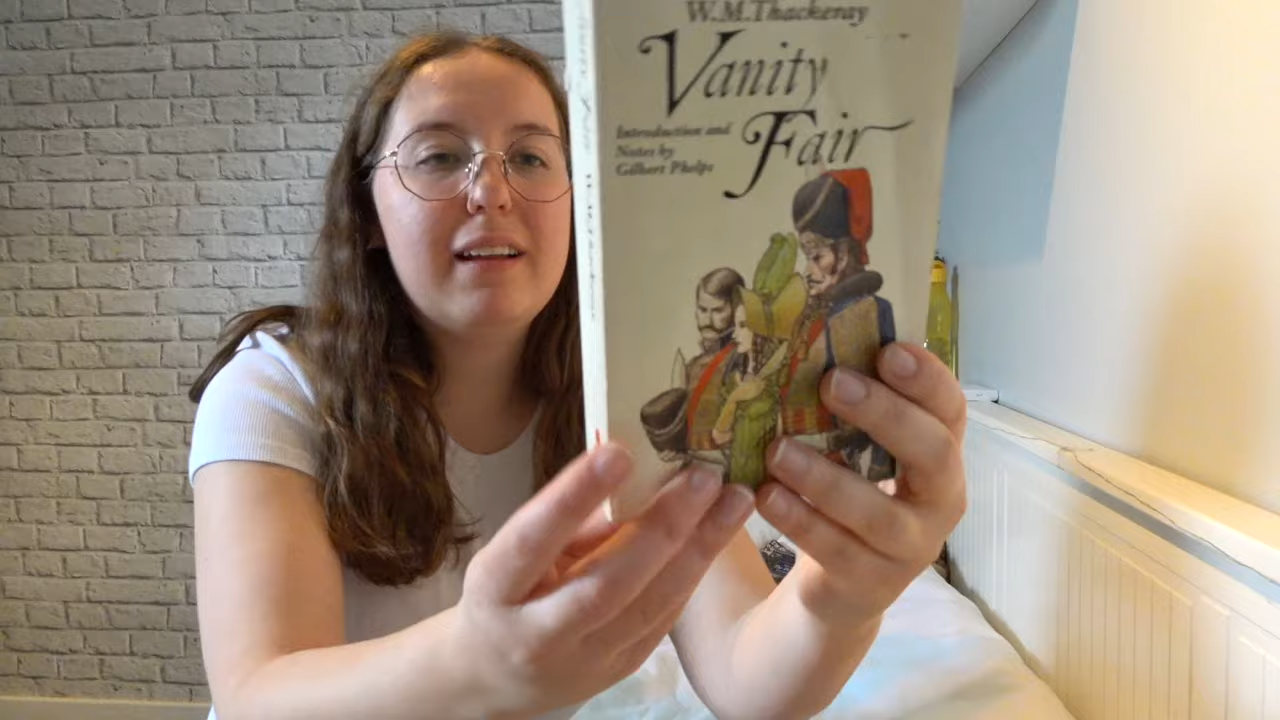 W.M.Thackeray
Vanity
Fair
Introduction and
Notes by
Gilbert Phelps